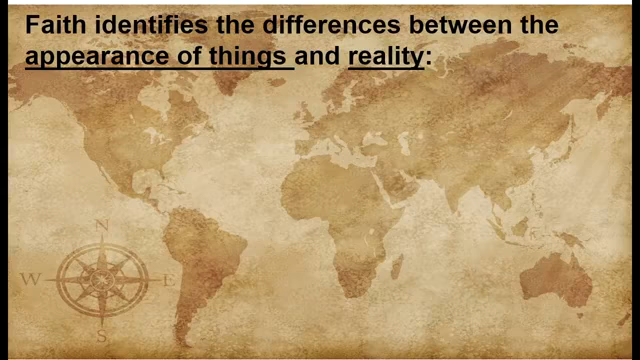 Faith identifies the differences between the
appearance of things and reality:
N
W E
S